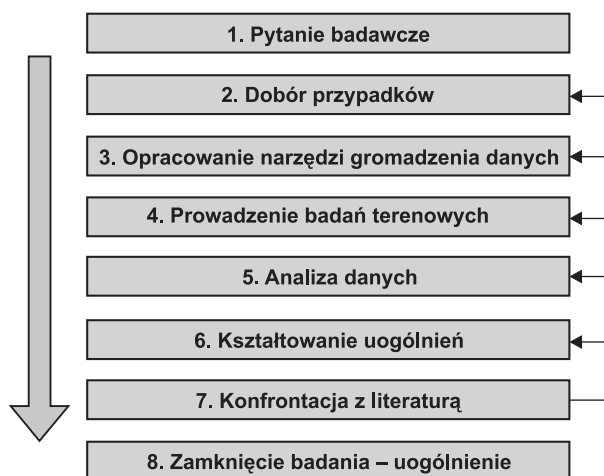 1. Pytanie badawcze
2. Dobór przypadków
3. Opracowanie narzędzi gromadzenia danych
4. Prowadzenie badań terenowych
5. Analiza danych
6. Kształtowanie uogólnień
7. Konfrontacja z literaturą
8. Zamknięcie badania – uogólnienie